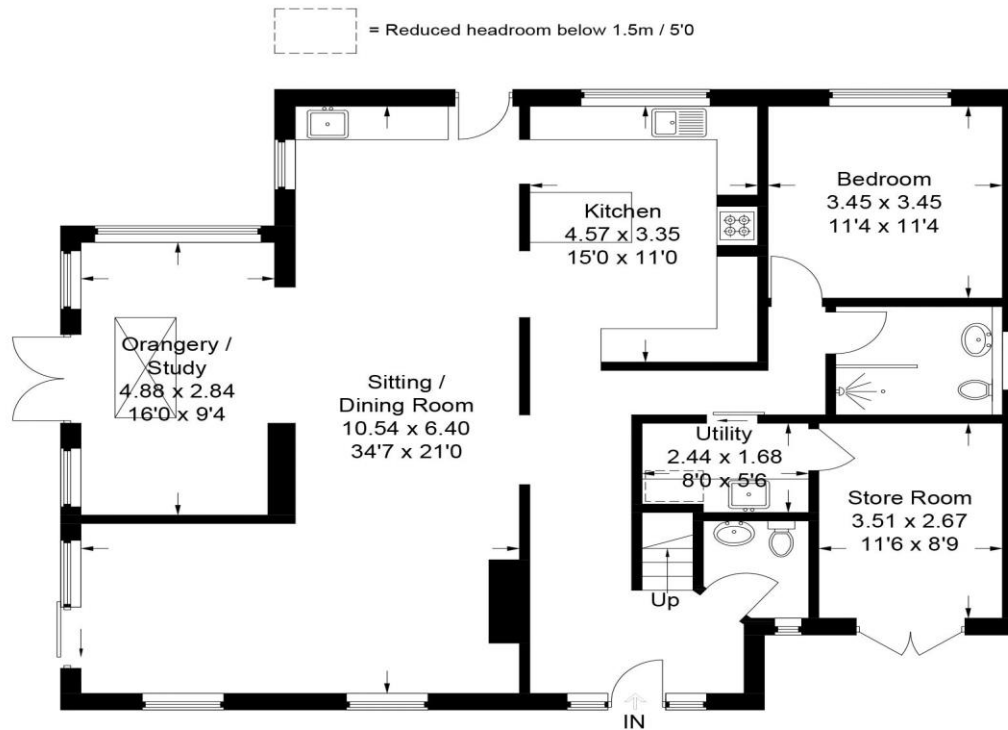 = Reduced headroom below 1.5m / 5'0
Bedroom
3.45 x 3.45
11'4 x 11'4
Kitchen
4.57 x 3.35
15'0 x 11'0
Orangery /
Study
4.88 x 2.84
16'0 x 9'4
Sitting /
Dining Room
10.54 x 6.40
34'7 x 21'0
Utility
2.44 x 1.68
8'0 x 5'6
Store Room
3.51 x 2.67
11'6 x 8'9
Up
IN